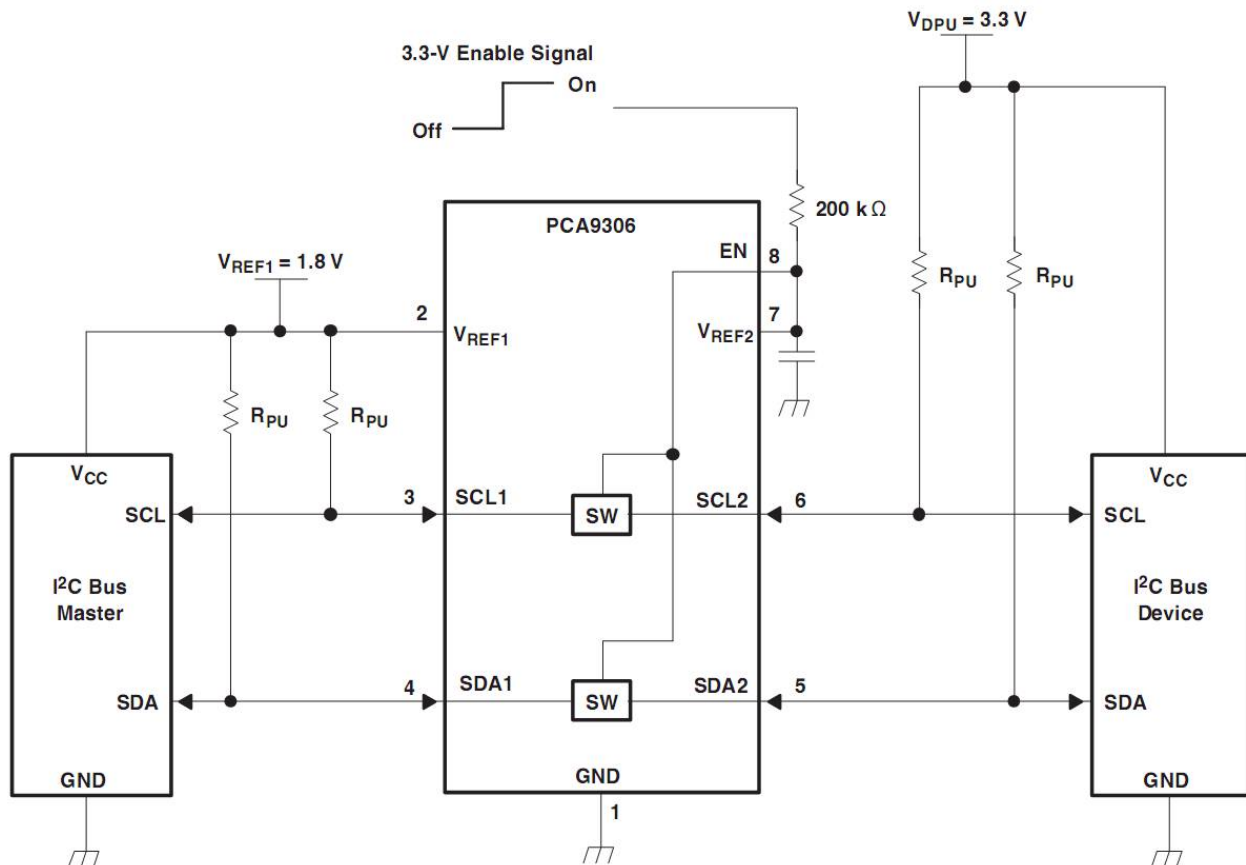 V_DPU = 3.3 V
3.3-V Enable Signal
On
Off
200 k Ω
PCA9306
EN
8
V_REF1 = 1.8 V
R_PU
R_PU
2
V_REF1
7
V_REF2
R_PU
R_PU
V_CC
SCL
3
SCL1
SW
SCL2
6
V_CC
SCL
I²C Bus
Master
I²C Bus
Device
SDA
4
SDA1
SW
SDA2
5
SDA
GND
GND
1
GND